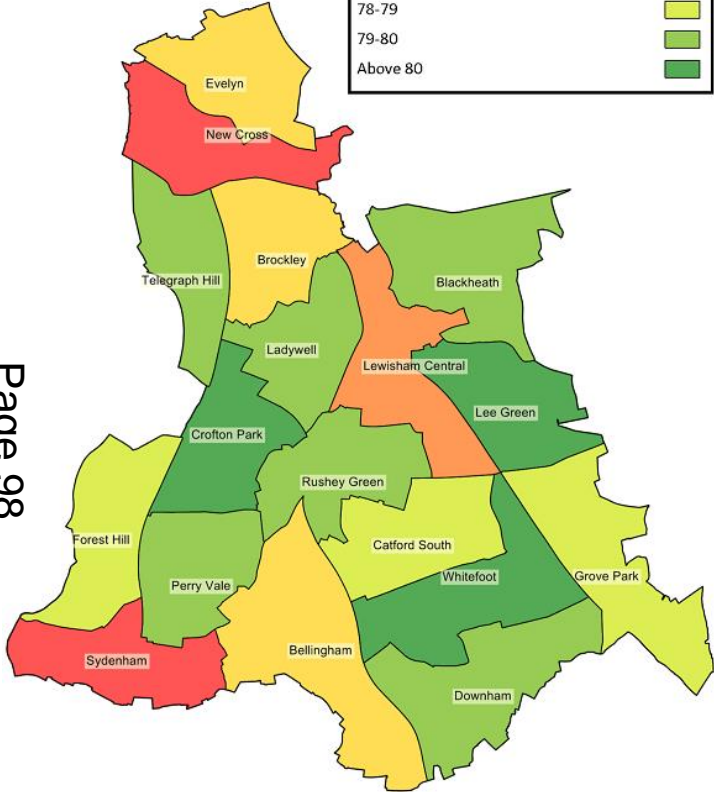 78-79
79-80
Above 80
Evelyn
New Cross
Brockley
Telegraph Hill
Blackheath
Ladywell
Lewisham Central
Lee Green
Crofton Park
Rushey Green
Forest Hill
Catford South
Perry Vale
Whitefoot
Grove Park
Bellingham
Sydenham
Downham
Page 98